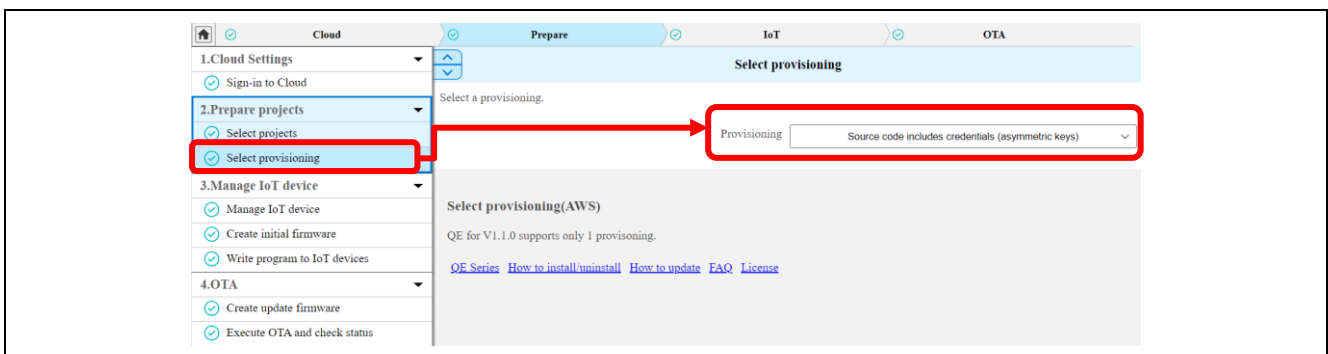 Cloud
Prepare
IoT
OTA
1.Cloud Settings
Sign-in to Cloud
2.Prepare projects
Select projects
Select provisioning
3.Manage IoT device
Manage IoT device
Create initial firmware
Write program to IoT devices
4.OTA
Create update firmware
Execute OTA and check status
Select provisioning
Select a provisioning.
Provisioning Source code includes credentials (asymmetric keys)
Select provisioning(AWS)
QE for V1.1.0 supports only 1 provisoning.
QE Series How to install/uninstall How to update FAQ License